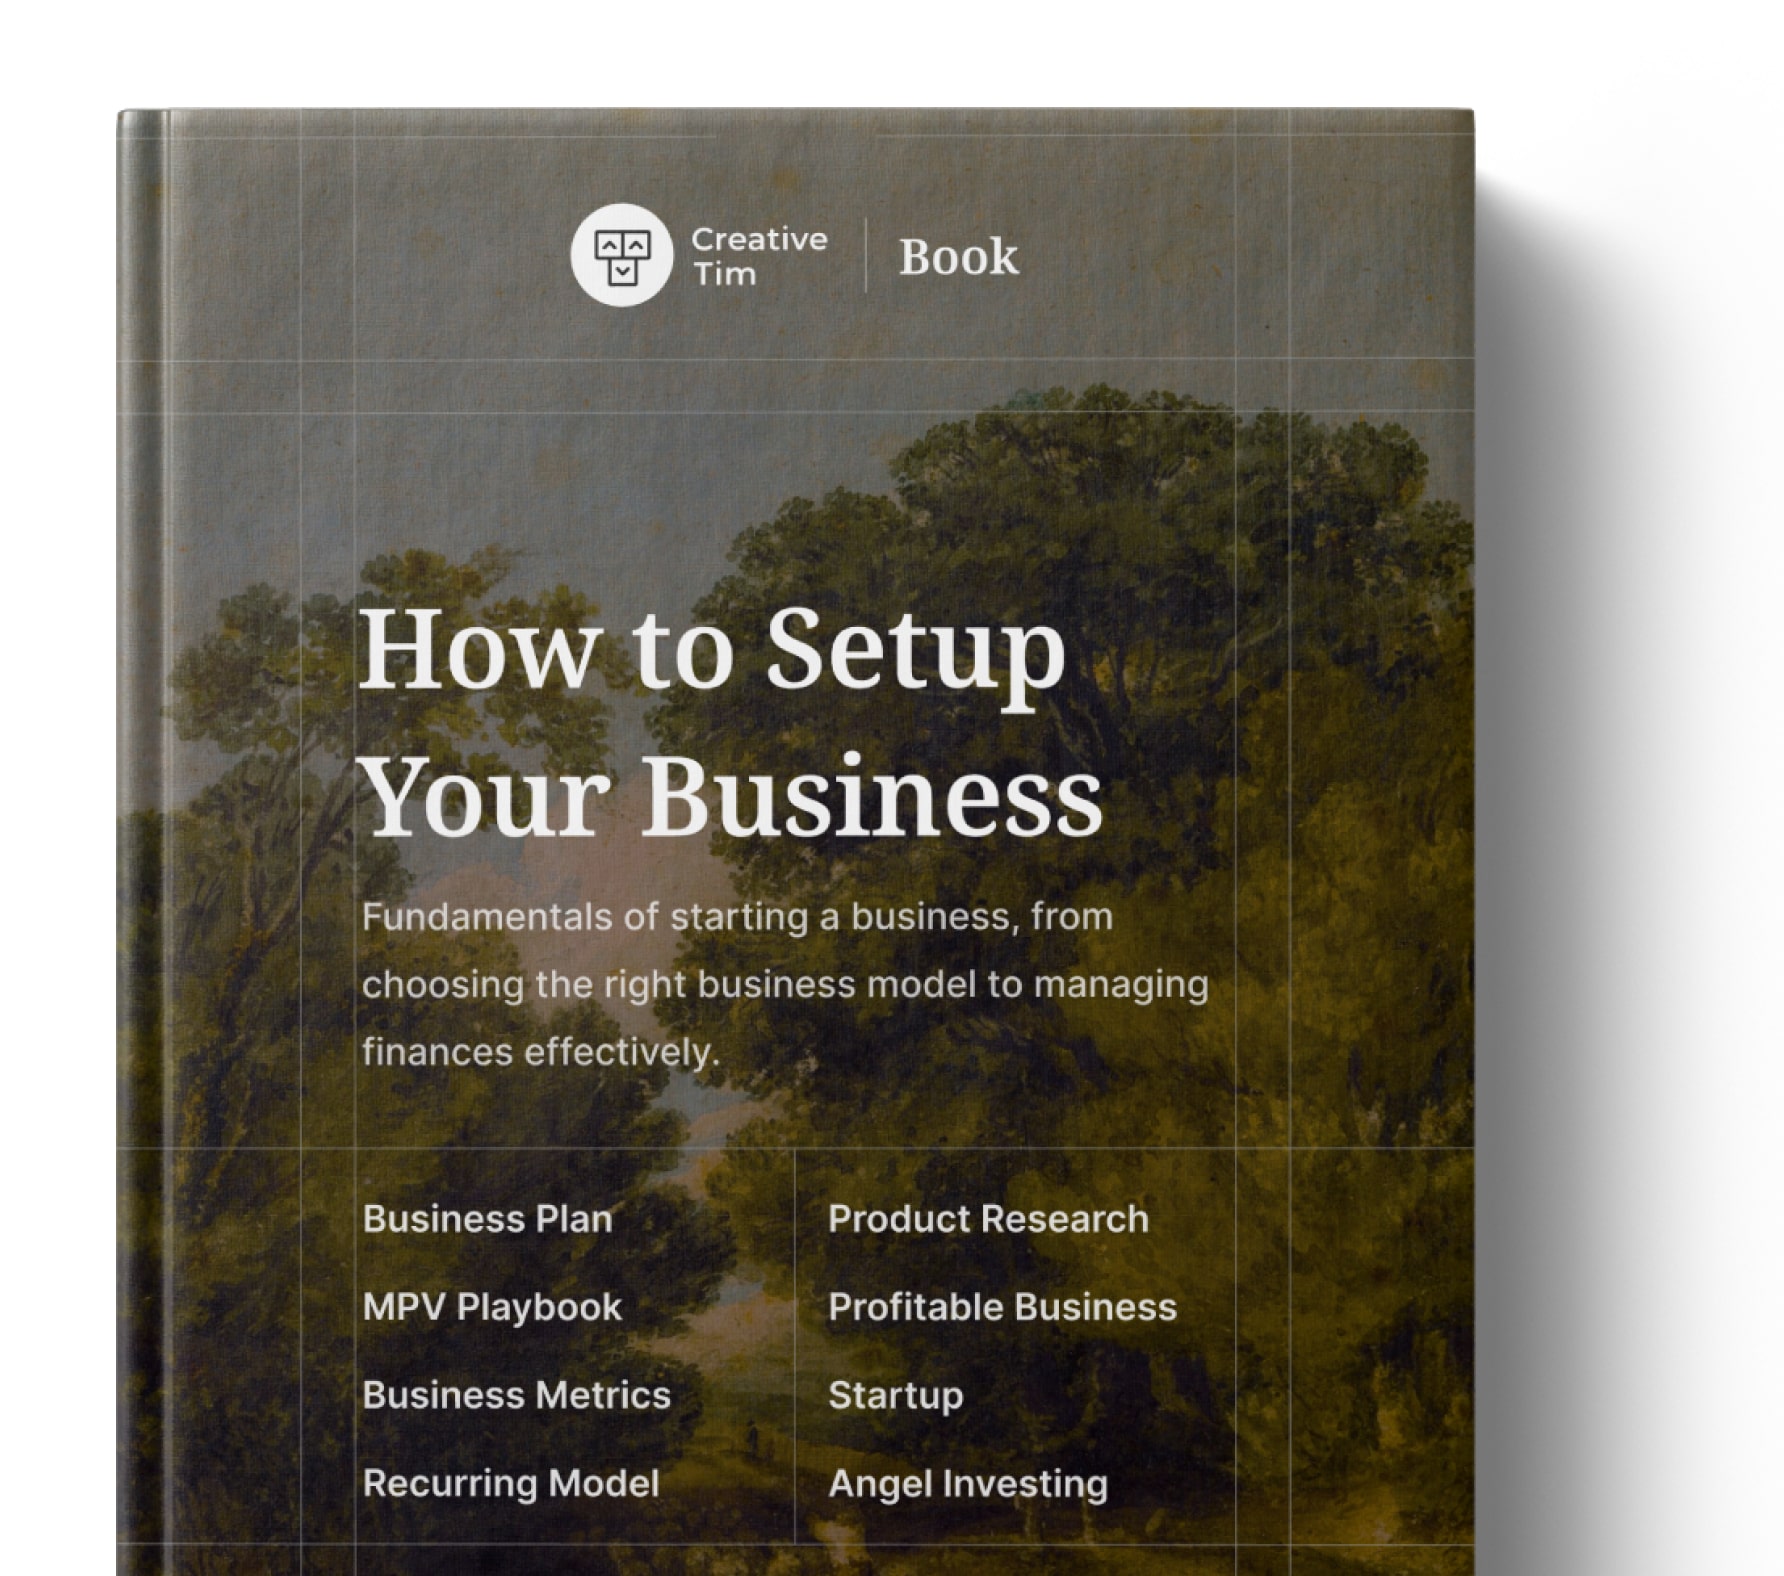 Creative
Tim
Book
How to Setup
Your Business
Fundamentals of starting a business, from
choosing the right business model to managing
finances effectively.
Business Plan
MPV Playbook
Business Metrics
Recurring Model
Product Research
Profitable Business
Startup
Angel Investing